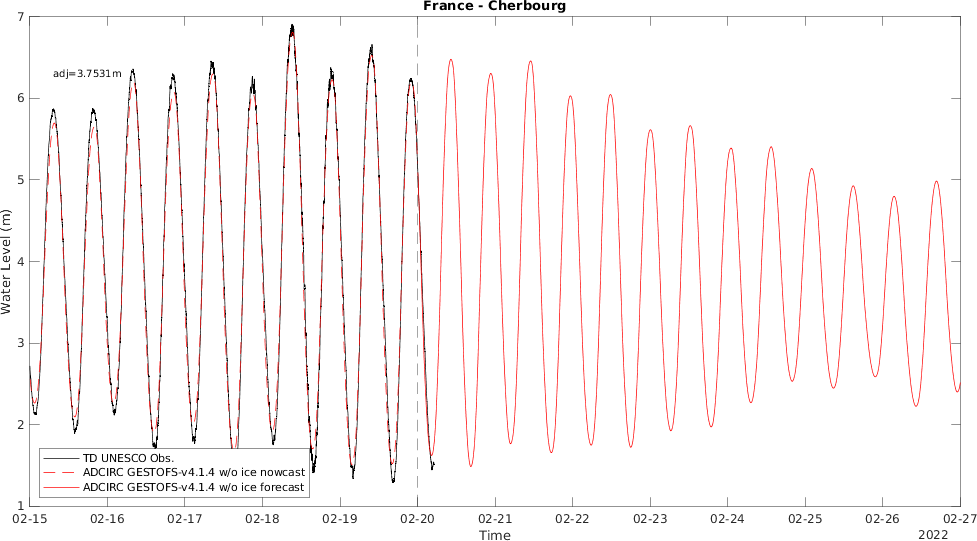 France - Cherbourg
7
adj=3.7531m
6
5
4
3
2
1
Water Level (m)
TD UNESCO Obs.
ADCIRC GESTOFS-v4.1.4 w/o ice nowcast
ADCIRC GESTOFS-v4.1.4 w/o ice forecast
02-15 02-16 02-17 02-18 02-19 02-20 02-21 02-22 02-23 02-24 02-25 02-26 02-27
Time
2022